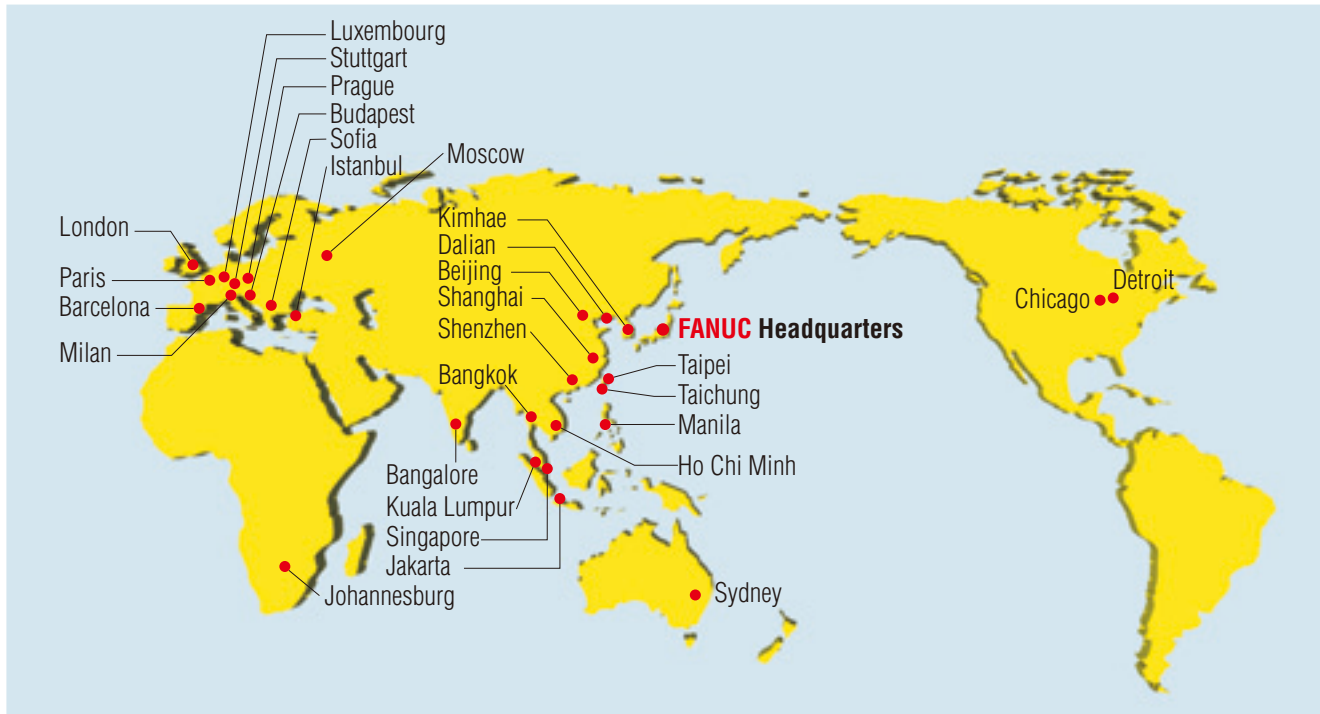 Luxembourg
Stuttgart
Prague
Budapest
Sofia
Istanbul
Moscow
London
Paris
Barcelona
Milan
Kimhae
Dalian
Beijing
Shanghai
Shenzhen
Bangkok
FANUC Headquarters
Taipei
Taichung
Manila
Ho Chi Minh
Chicago
Detroit
Bangalore
Kuala Lumpur
Singapore
Jakarta
Johannesburg
Sydney